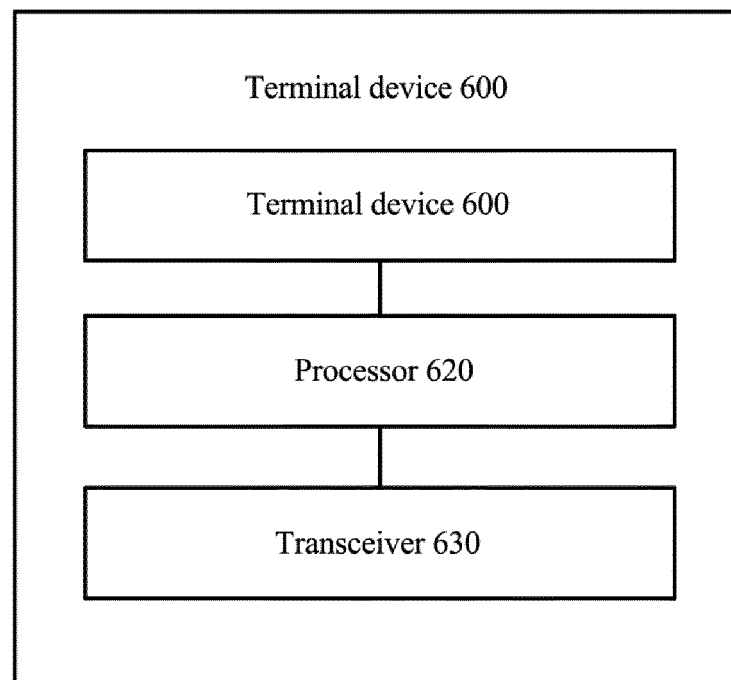 Terminal device 600
Terminal device 600
Processor 620
Transceiver 630